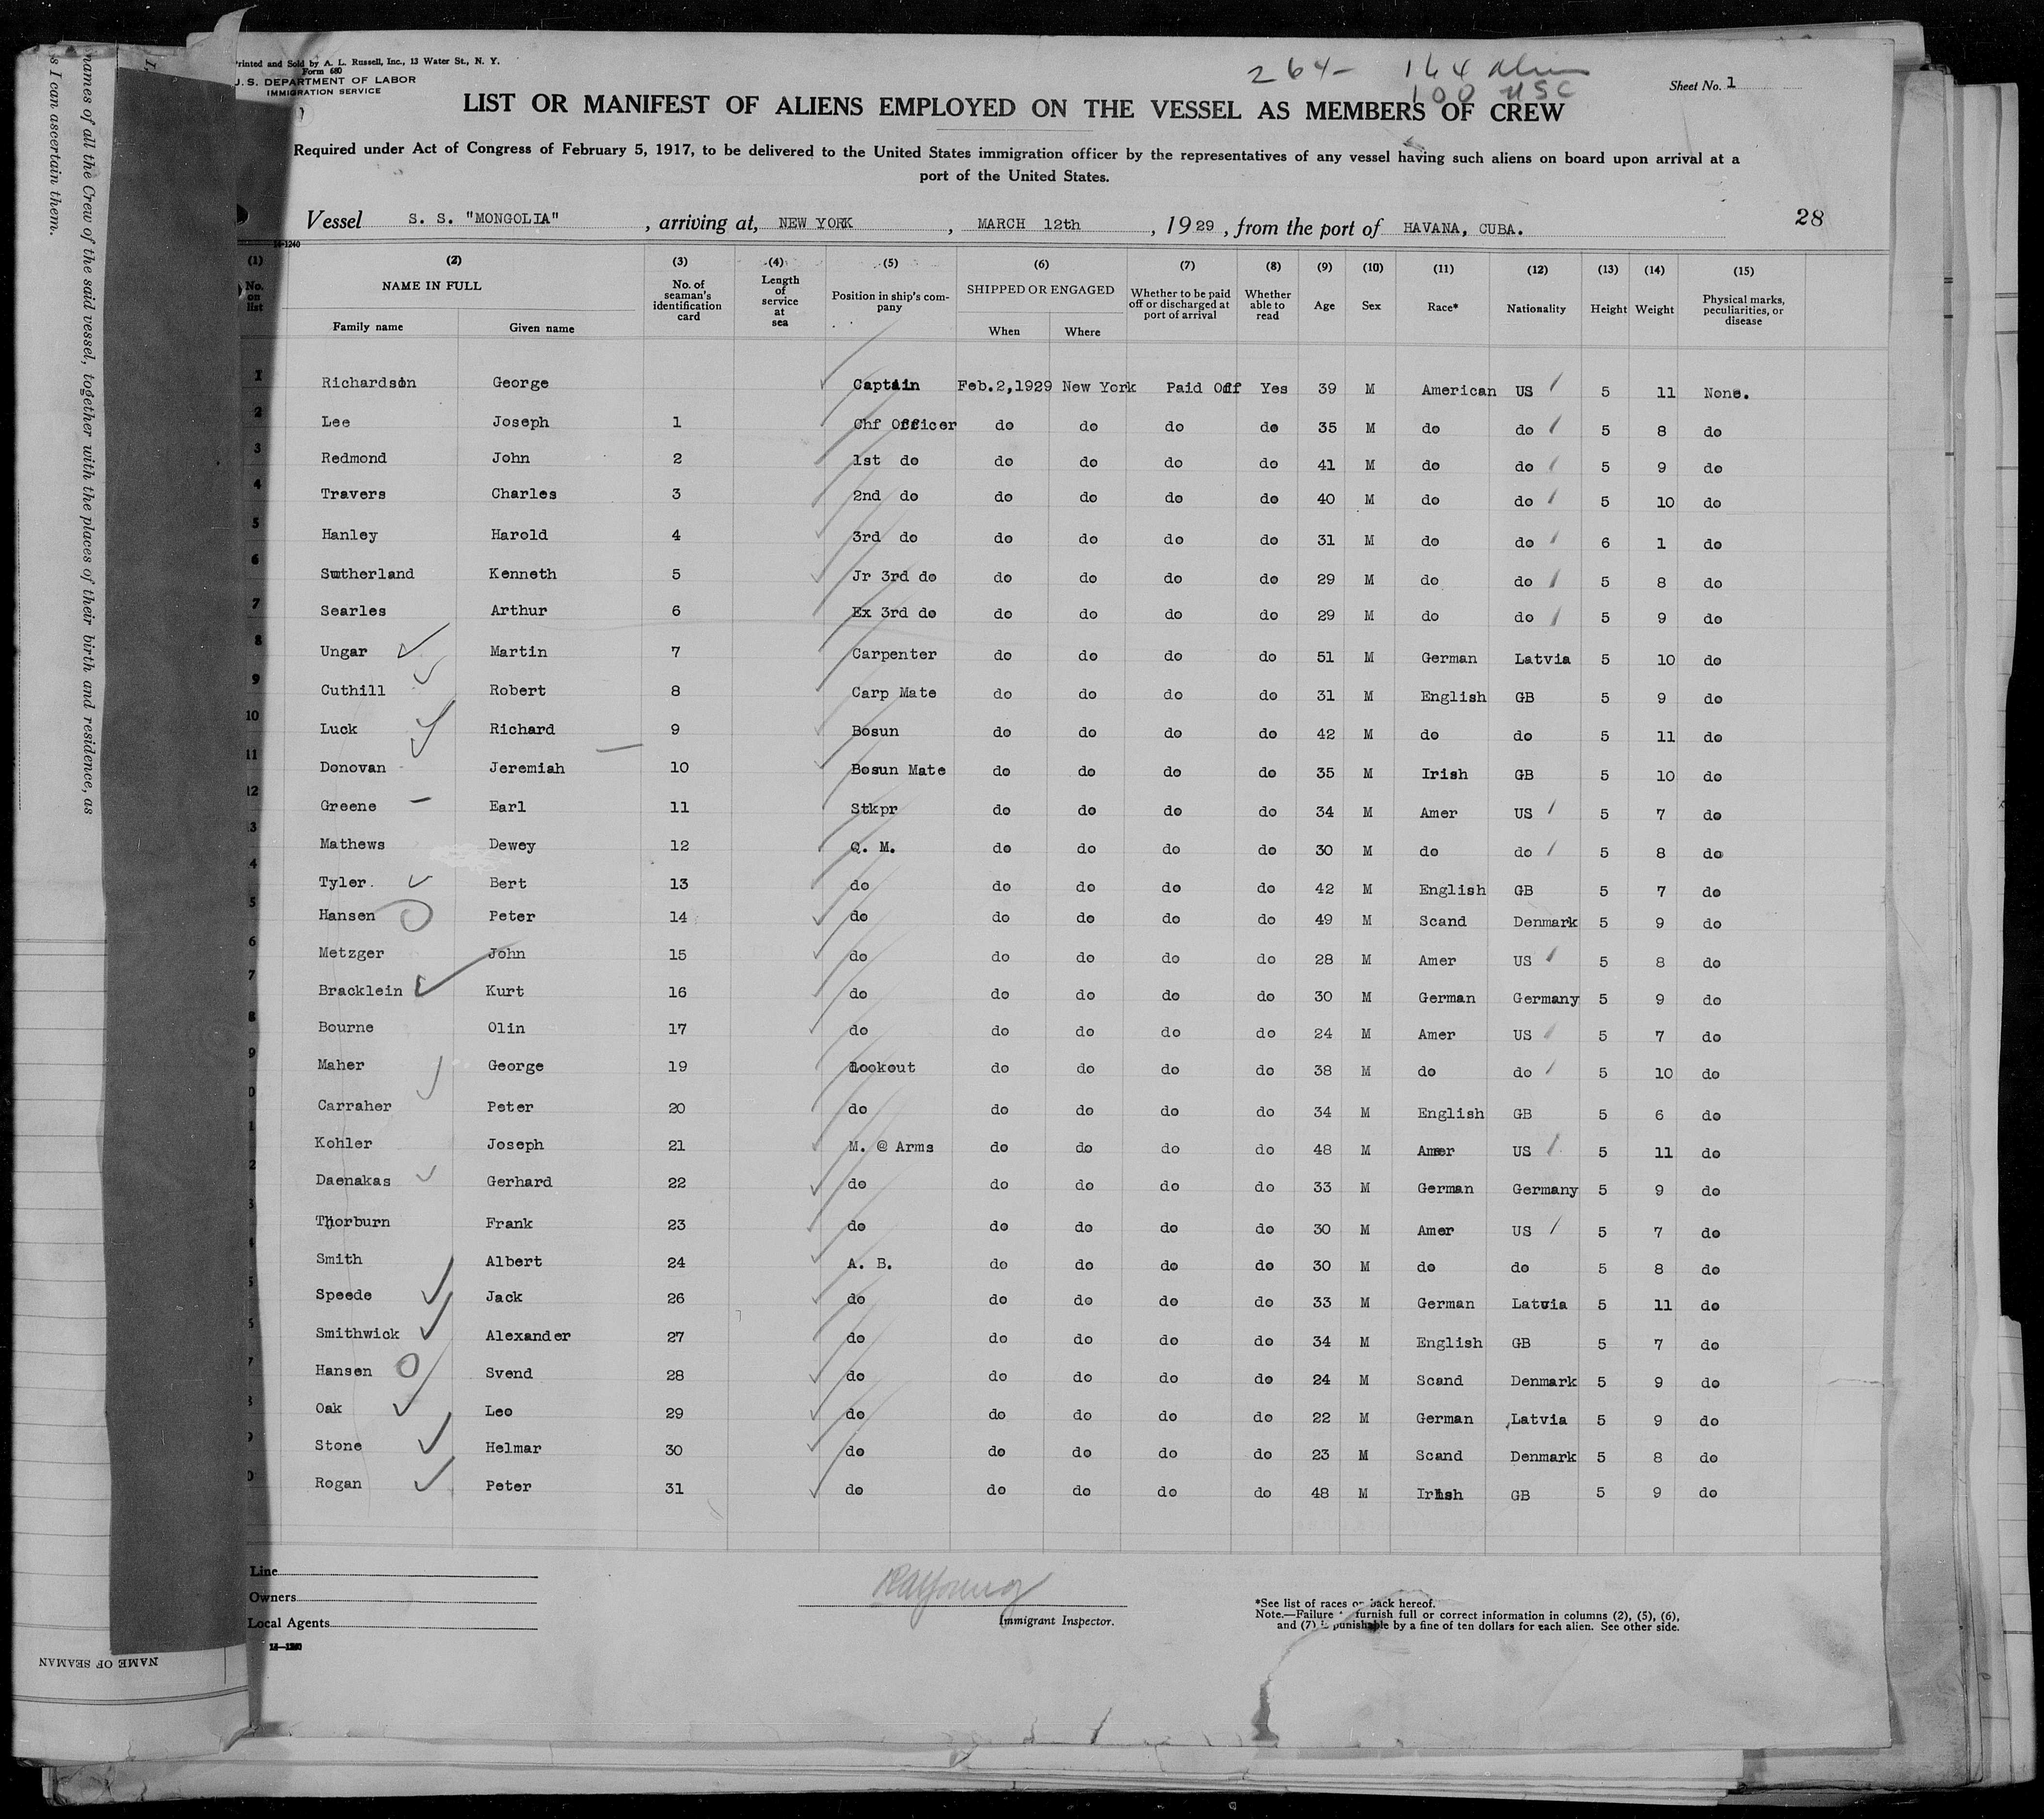 Printed and Sold by A. L. Russell, Inc., 13 Water St., N. Y.
Form 680
U. S. DEPARTMENT OF LABOR
IMMIGRATION SERVICE
264- 164 alien
100 USC
Sheet No. 1
LIST OR MANIFEST OF ALIENS EMPLOYED ON THE VESSEL AS MEMBERS OF CREW
Required under Act of Congress of February 5, 1917, to be delivered to the United States immigration officer by the representatives of any vessel having such aliens on board upon arrival at a
port of the United States.
Vessel S. S. "MONGOLIA", arriving at, NEW YORK, MARCH 12th, 1929, from the port of HAVANA, CUBA.
28
14-1240
(1) (2) (3) (4) (5) (6) (7) (8) (9) (10) (11) (12) (13) (14) (15)
No. on list NAME IN FULL No. of seaman's identification card Length of service at sea Position in ship's company SHIPPED OR ENGAGED Whether to be paid off or discharged at port of arrival Whether able to read Age Sex Race* Nationality Height Weight Physical marks, peculiarities, or disease
Family name Given name When Where
1 Richardson George Captain Feb.2,1929 New York Paid Off Yes 39 M American US 5 11 None.
2 Lee Joseph 1 Chf Officer do do do do 35 M do do 5 8 do
3 Redmond John 2 1st do do do do do 41 M do do 5 9 do
4 Travers Charles 3 2nd do do do do do 40 M do do 5 10 do
5 Hanley Harold 4 3rd do do do do do 31 M do do 6 1 do
6 Sutherland Kenneth 5 Jr 3rd do do do do do 29 M do do 5 8 do
7 Searles Arthur 6 Ex 3rd do do do do do 29 M do do 5 9 do
8 Ungar Martin 7 Carpenter do do do do 51 M German Latvia 5 10 do
9 Cuthill Robert 8 Carp Mate do do do do 31 M English GB 5 9 do
10 Luck Richard 9 Bosun do do do do 42 M do do 5 11 do
11 Donovan Jeremiah 10 Bosun Mate do do do do 35 M Irish GB 5 10 do
12 Greene Earl 11 Stkpr do do do do 34 M Amer US 5 7 do
3 Mathews Dewey 12 Q. M. do do do do 30 M do do 5 8 do
4 Tyler. Bert 13 do do do do do 42 M English GB 5 7 do
5 Hansen Peter 14 do do do do do 49 M Scand Denmark 5 9 do
6 Metzger John 15 do do do do do 28 M Amer US 5 8 do
7 Bracklein Kurt 16 do do do do do 30 M German Germany 5 9 do
8 Bourne Olin 17 do do do do do 24 M Amer US 5 7 do
9 Maher George 19 Lookout do do do do 38 M do do 5 10 do
0 Carraher Peter 20 do do do do do 34 M English GB 5 6 do
1 Kohler Joseph 21 M. @ Arms do do do do 48 M Amer US 5 11 do
2 Daenakas Gerhard 22 do do do do do 33 M German Germany 5 9 do
3 Thorburn Frank 23 do do do do do 30 M Amer US 5 7 do
4 Smith Albert 24 A. B. do do do do 30 M do do 5 8 do
5 Speede Jack 26 do do do do do 33 M German Latvia 5 11 do
6 Smithwick Alexander 27 do do do do do 34 M English GB 5 7 do
7 Hansen Svend 28 do do do do do 24 M Scand Denmark 5 9 do
8 Oak Leo 29 do do do do do 22 M German Latvia 5 9 do
9 Stone Helmar 30 do do do do do 23 M Scand Denmark 5 8 do
0 Rogan Peter 31 do do do do do 48 M Irish GB 5 9 do
Line
Owners
Local Agents
14-1240
Immigrant Inspector.
*See list of races on back hereof.
Note.—Failure furnish full or correct information in columns (2), (5), (6),
and (7) is punishable by a fine of ten dollars for each alien. See other side.
names of all the Crew of the said vessel, together with the places of their birth and residence, as
s I can ascertain them.
NAME OF SEAMAN